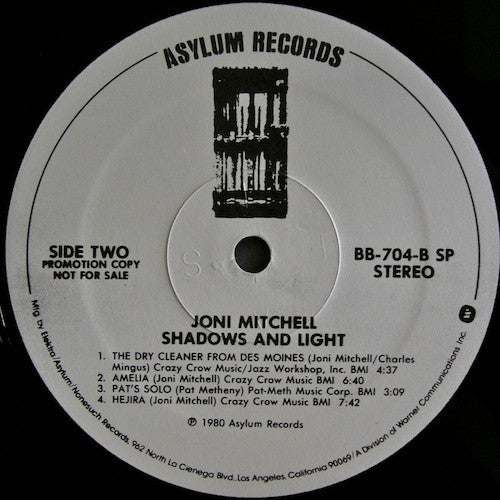 ASYLUM RECORDS
SIDE TWO
PROMOTION COPY
NOT FOR SALE
BB-704-B SP
STEREO
JONI MITCHELL
SHADOWS AND LIGHT
1. THE DRY CLEANER FROM DES MOINES (Joni Mitchell/Charles
Mingus) Crazy Crow Music/Jazz Workshop, Inc. BMI 4:37
2. AMELIA (Joni Mitchell) Crazy Crow Music BMI 6:40
3. PAT'S SOLO (Pat Metheny) Pat-Meth Music Corp. BMI 3:09
4. HEJIRA (Joni Mitchell) Crazy Crow Music BMI 7:42
℗ 1980 Asylum Records
Mfg. by Elektra/Asylum/Nonesuch Records, 962 North La Cienega Blvd., Los Angeles, California 90069/A Division of Warner Communications Inc.